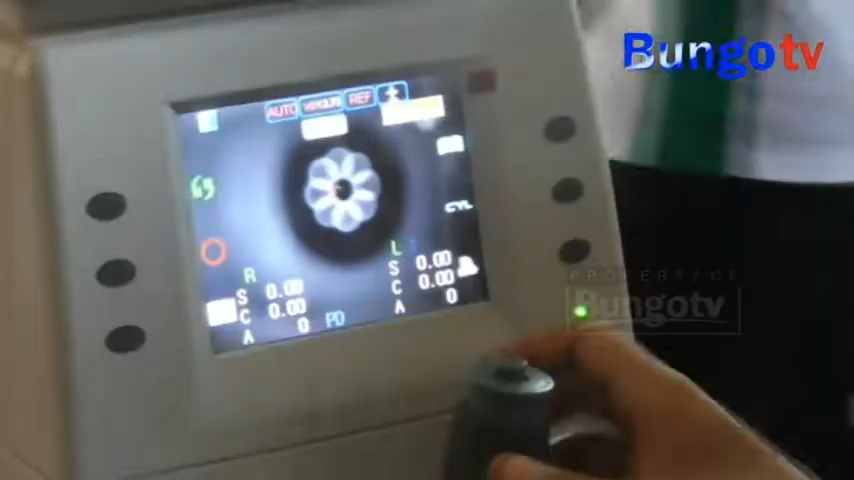 Bungotv
AUTO REF +
CYL
R
S 0.00
C 0.00
A 0
PD
L
S 0.00
C 0.00
A 0
PROPERTY OF
Bungotv